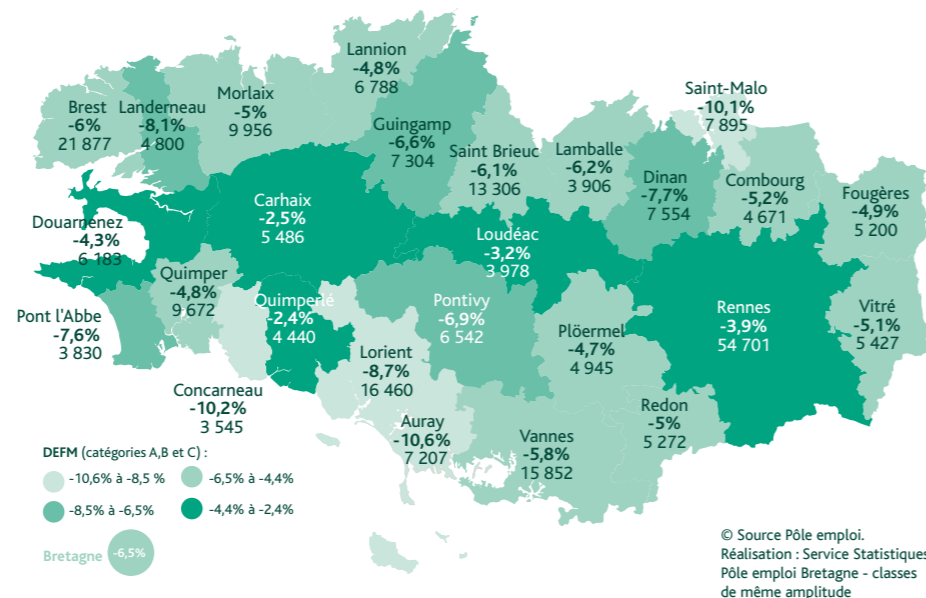 Lannion
-4,8%
6 788
Morlaix
-5%
9 956
Brest
-6%
21 877
Landerneau
-8,1%
4 800
Guingamp
-6,6%
7 304
Saint Brieuc
-6,1%
13 306
Lamballe
-6,2%
3 906
Saint-Malo
-10,1%
7 895
Dinan
-7,7%
7 554
Combourg
-5,2%
4 671
Fougères
-4,9%
5 200
Carhaix
-2,5%
5 486
Douarnenez
-4,3%
6 183
Loudéac
-3,2%
3 978
Quimper
-4,8%
9 672
Quimperlé
-2,4%
4 440
Pontivy
-6,9%
6 542
Rennes
-3,9%
54 701
Vitré
-5,1%
5 427
Pont l'Abbe
-7,6%
3 830
Plöermel
-4,7%
4 945
Lorient
-8,7%
16 460
Concarneau
-10,2%
3 545
Auray
-10,6%
7 207
Vannes
-5,8%
15 852
Redon
-5%
5 272
DEFM (catégories A,B et C) :
-10,6% à -8,5 %
-6,5% à -4,4%
-8,5% à -6,5%
-4,4% à -2,4%
Bretagne -6,5%
© Source Pôle emploi.
Réalisation : Service Statistiques
Pôle emploi Bretagne - classes
de même amplitude